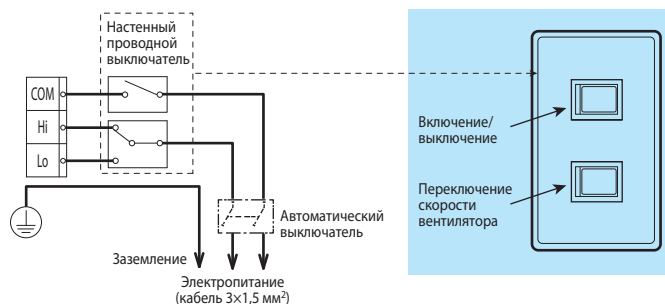 Настенный
проводной
выключатель
COM
Hi
Lo
Включение/
выключение
Переключение
скорости
вентилятора
Автоматический
выключатель
Заземление
Электропитание
(кабель 3×1,5 мм²)